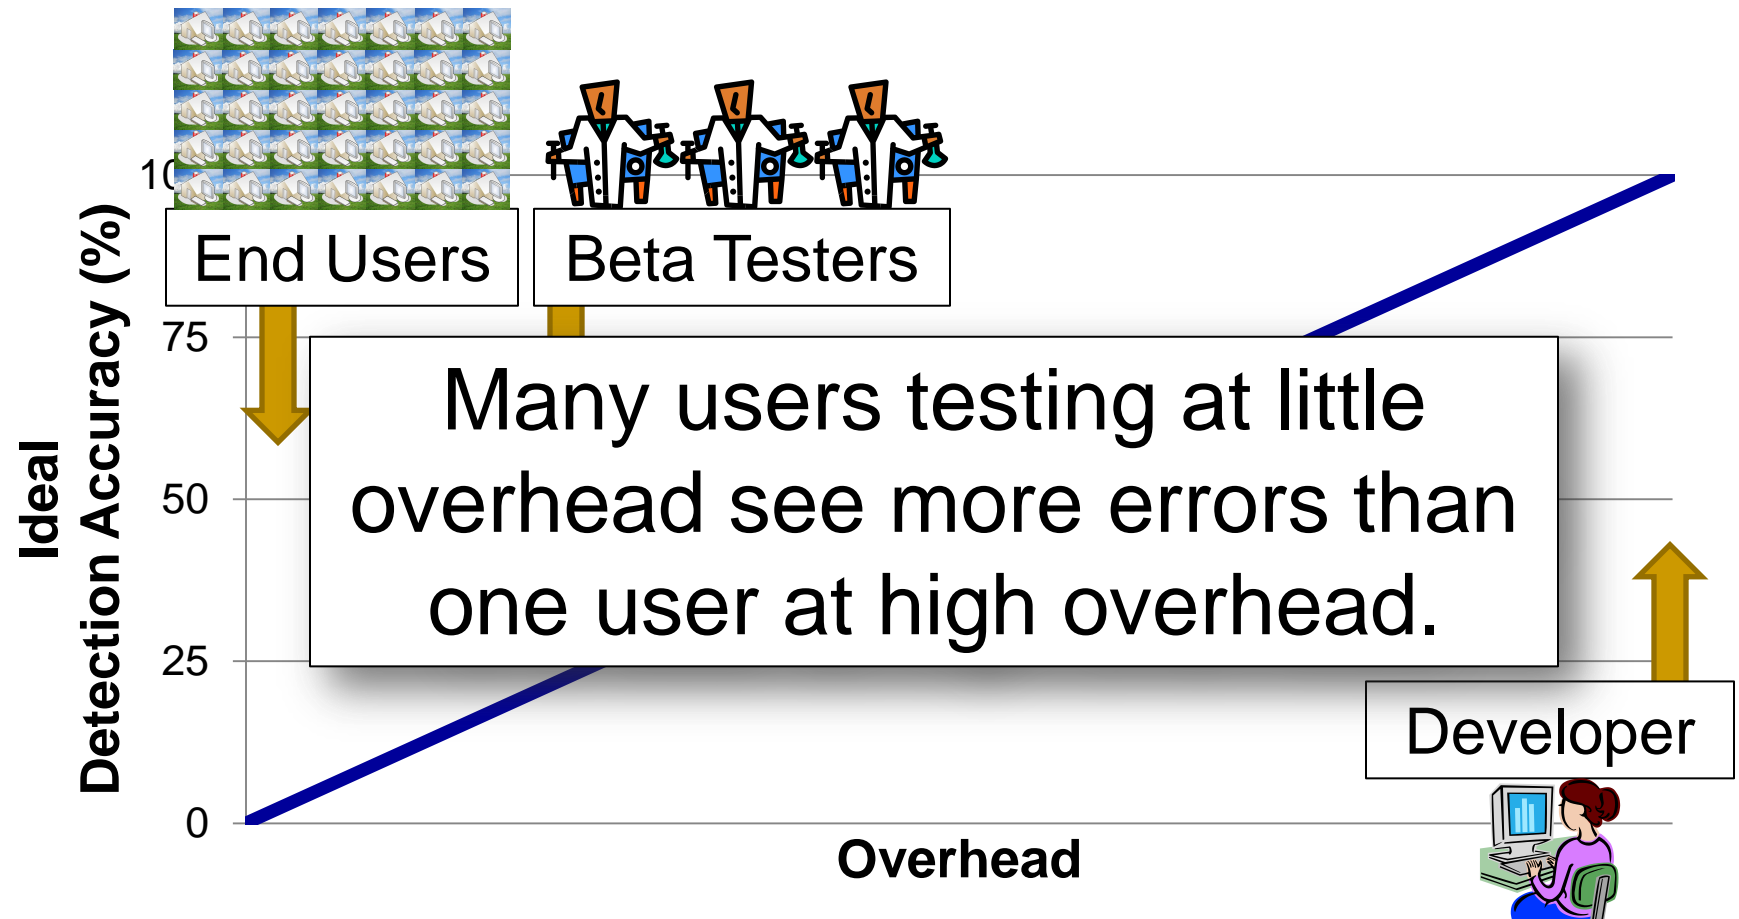 End Users
Beta Testers
Ideal
Detection Accuracy (%)
75
50
25
0
Many users testing at little
overhead see more errors than
one user at high overhead.
Developer
Overhead